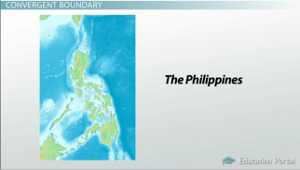 CONVERGENT BOUNDARY
The Philippines
Education Portal